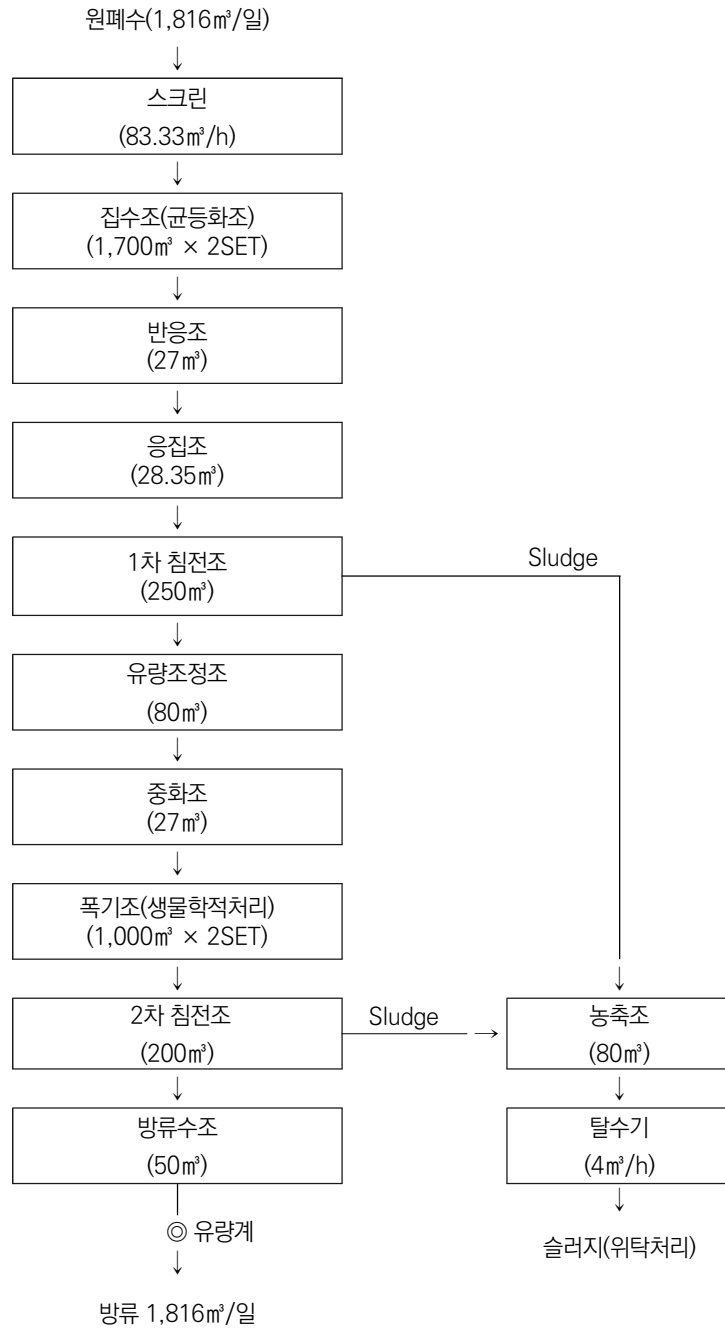 원폐수(1,816㎥/일)
↓
스크린
(83.33㎥/h)
↓
집수조(균등화조)
(1,700㎥ × 2SET)
↓
반응조
(27㎥)
↓
응집조
(28.35㎥)
↓
1차 침전조
(250㎥)
Sludge
↓
유량조정조
(80㎥)
↓
중화조
(27㎥)
↓
폭기조(생물학적처리)
(1,000㎥ × 2SET)
↓
↓
2차 침전조
(200㎥)
Sludge
→
농축조
(80㎥)
↓
↓
방류수조
(50㎥)
탈수기
(4㎥/h)
◎ 유량계
↓
↓
슬러지(위탁처리)
방류 1,816㎥/일